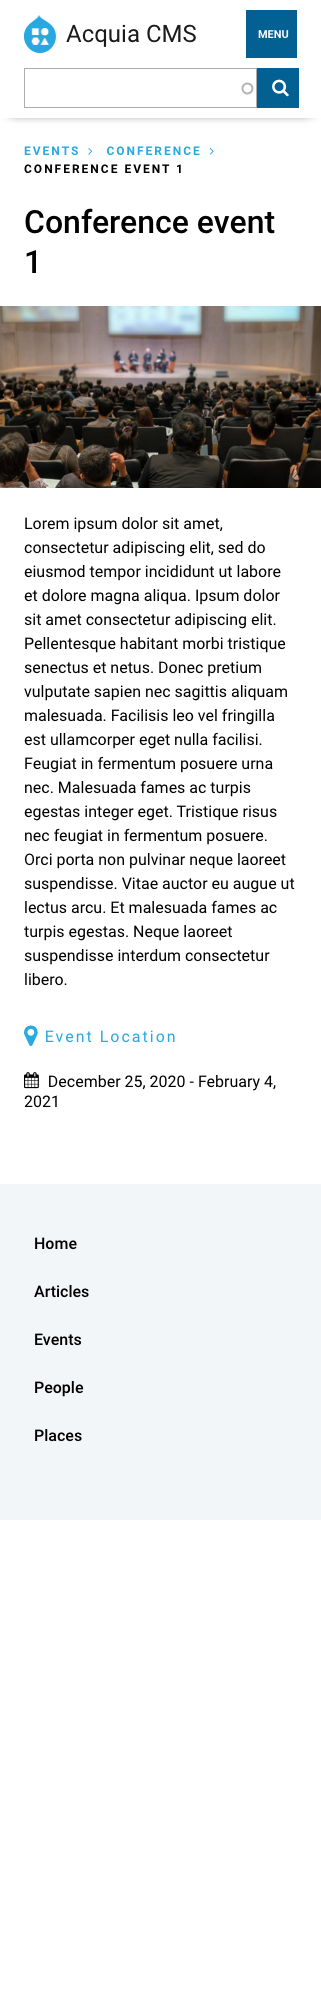 Acquia CMS
MENU
EVENTS
CONFERENCE
CONFERENCE EVENT 1
Conference event
1
Lorem ipsum dolor sit amet,
consectetur adipiscing elit, sed do
eiusmod tempor incididunt ut labore
et dolore magna aliqua. Ipsum dolor
sit amet consectetur adipiscing elit.
Pellentesque habitant morbi tristique
senectus et netus. Donec pretium
vulputate sapien nec sagittis aliquam
malesuada. Facilisis leo vel fringilla
est ullamcorper eget nulla facilisi.
Feugiat in fermentum posuere urna
nec. Malesuada fames ac turpis
egestas integer eget. Tristique risus
nec feugiat in fermentum posuere.
Orci porta non pulvinar neque laoreet
suspendisse. Vitae auctor eu augue ut
lectus arcu. Et malesuada fames ac
turpis egestas. Neque laoreet
suspendisse interdum consectetur
libero.
Event Location
December 25, 2020 - February 4,
2021
Home
Articles
Events
People
Places